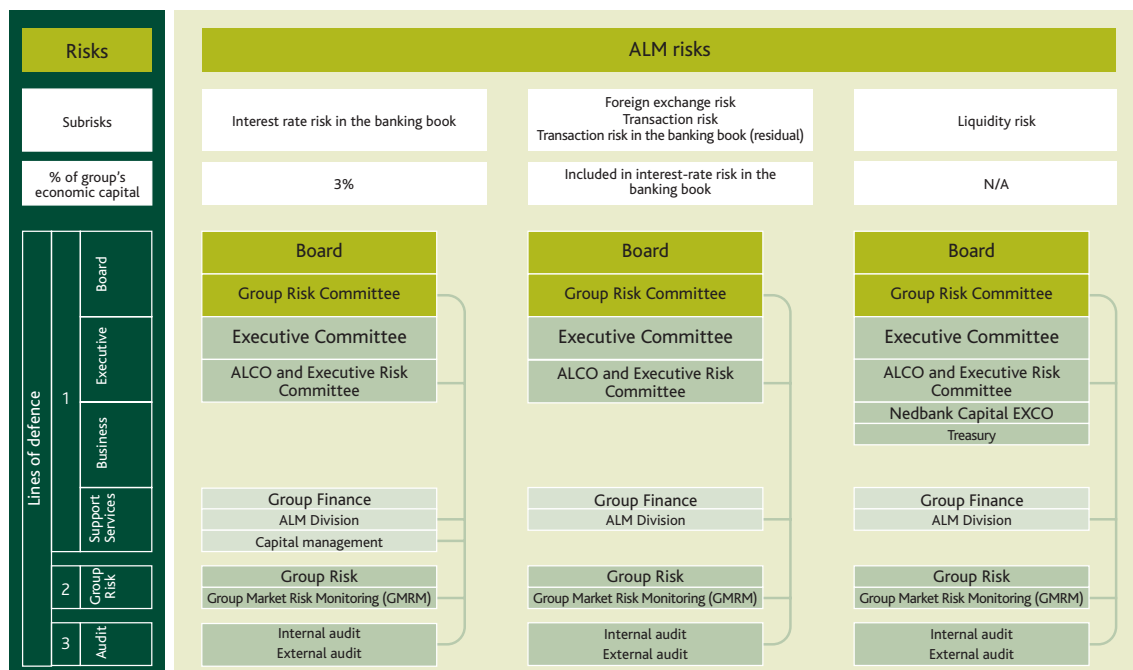 Risks
ALM risks
Subrisks
Interest rate risk in the banking book
Foreign exchange risk
Transaction risk
Transaction risk in the banking book (residual)
Liquidity risk
% of group's
economic capital
3%
Included in interest-rate risk in the
banking book
N/A
Lines of defence
1
Board
Executive
Business
Support
Services
2
Group
Risk
3
Audit
Board
Group Risk Committee
Executive Committee
ALCO and Executive Risk
Committee
Group Finance
ALM Division
Capital management
Group Risk
Group Market Risk Monitoring (GMRM)
Internal audit
External audit
Board
Group Risk Committee
Executive Committee
ALCO and Executive Risk
Committee
Group Finance
ALM Division
Group Risk
Group Market Risk Monitoring (GMRM)
Internal audit
External audit
Board
Group Risk Committee
Executive Committee
ALCO and Executive Risk
Committee
Nedbank Capital EXCO
Treasury
Group Finance
ALM Division
Group Risk
Group Market Risk Monitoring (GMRM)
Internal audit
External audit